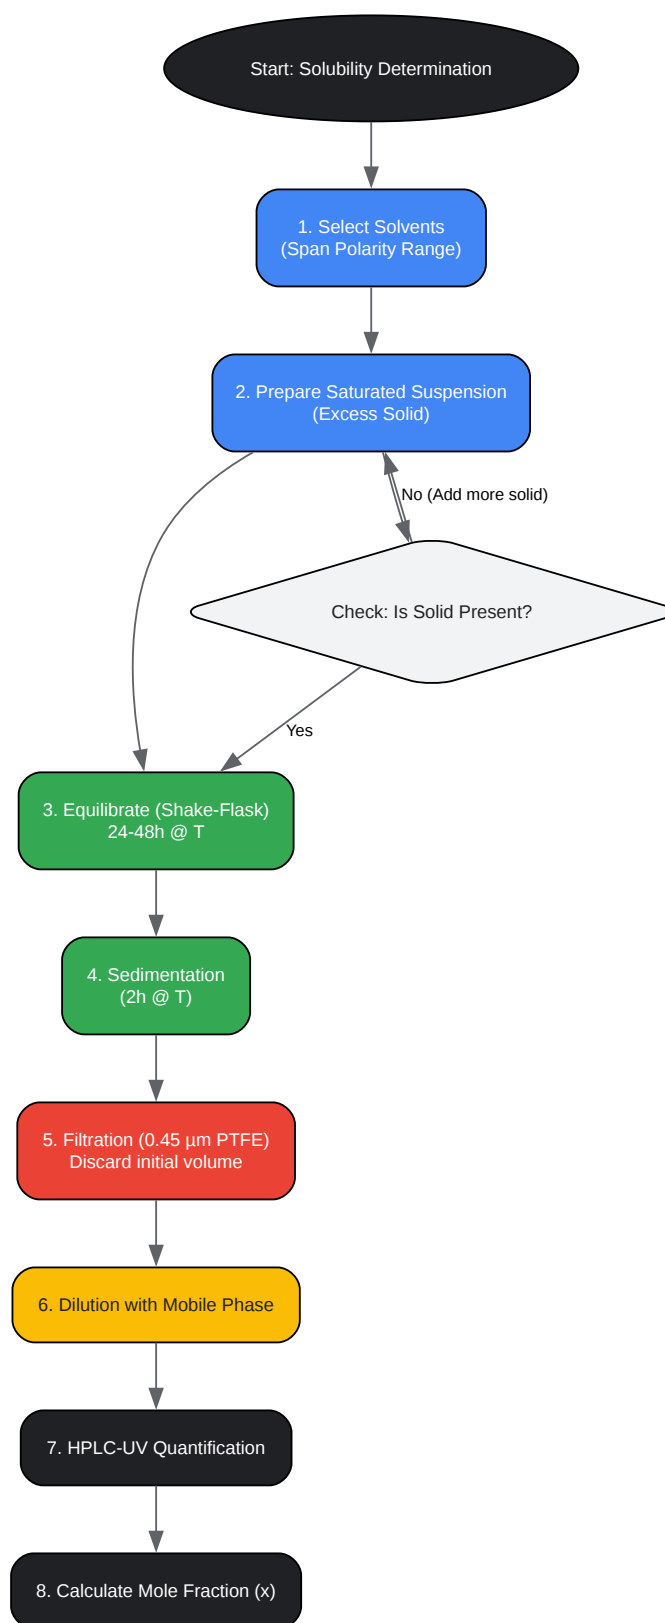 Start: Solubility Determination
1. Select Solvents
(Span Polarity Range)
2. Prepare Saturated Suspension
(Excess Solid)
No (Add more solid)
Check: Is Solid Present?
Yes
3. Equilibrate (Shake-Flask)
24-48h @ T
4. Sedimentation
(2h @ T)
5. Filtration (0.45 µm PTFE)
Discard initial volume
6. Dilution with Mobile Phase
7. HPLC-UV Quantification
8. Calculate Mole Fraction (x)